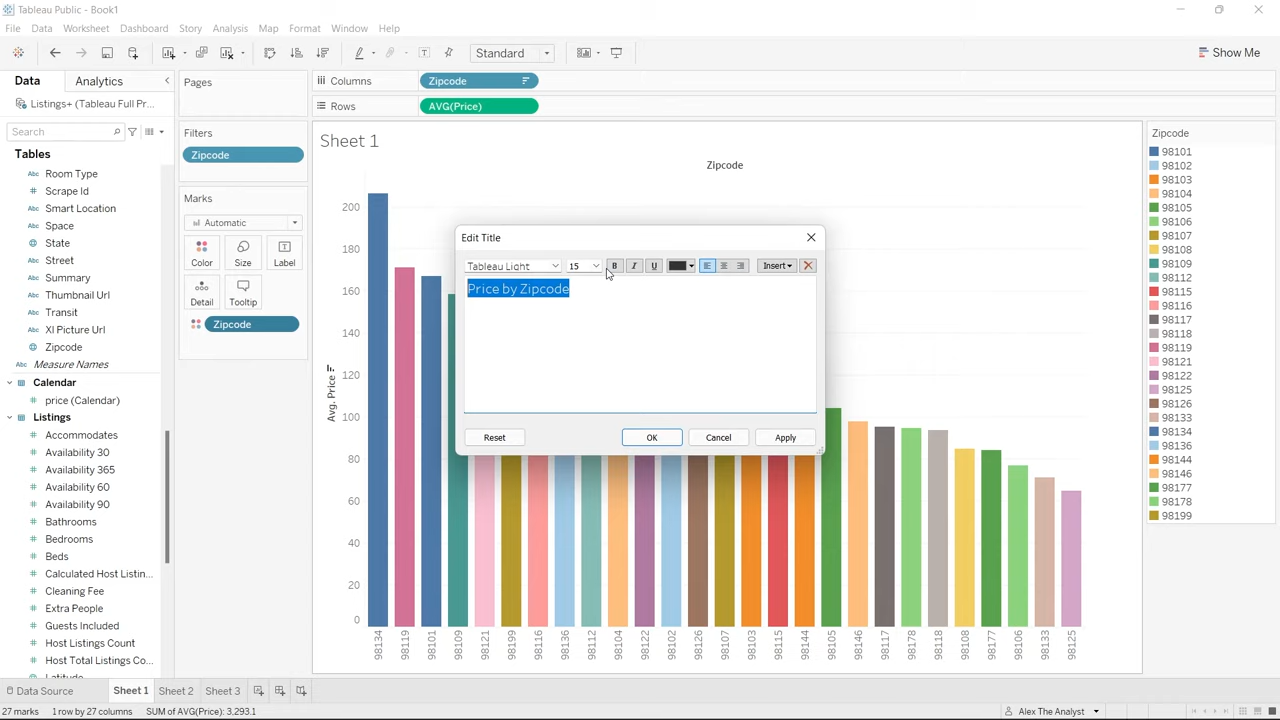 Tableau Public - Book1
File Data Worksheet Dashboard Story Analysis Map Format Window Help
Standard
Show Me
Data Analytics
Listings+ (Tableau Full Pr...
Search
Tables
Abc Room Type
# Scrape Id
Abc Smart Location
Abc Space
State
Abc Street
Abc Summary
Abc Thumbnail Url
Abc Transit
Abc Xl Picture Url
Zipcode
Abc Measure Names
Calendar
# price (Calendar)
Listings
# Accommodates
# Availability 30
# Availability 365
# Availability 60
# Availability 90
# Bathrooms
# Bedrooms
# Beds
# Calculated Host Listin...
# Cleaning Fee
# Extra People
# Guests Included
# Host Listings Count
# Host Total Listings Co...
Pages
Filters
Zipcode
Marks
Automatic
Color Size Label
Detail Tooltip
Zipcode
Columns Zipcode
Rows AVG(Price)
Sheet 1
Zipcode
Avg. Price
200
180
160
140
120
100
80
60
40
20
0
98134 98119 98101 98109 98121 98199 98116 98136 98112 98104 98122 98102 98126 98107 98103 98115 98144 98105 98146 98117 98178 98118 98108 98177 98106 98133 98125
Edit Title
Tableau Light 15 B I U Insert
Price by Zipcode
Reset OK Cancel Apply
Zipcode
98101
98102
98103
98104
98105
98106
98107
98108
98109
98112
98115
98116
98117
98118
98119
98121
98122
98125
98126
98133
98134
98136
98144
98146
98177
98178
98199
Data Source Sheet 1 Sheet 2 Sheet 3
27 marks 1 row by 27 columns SUM of AVG(Price): 3,293.1
Alex The Analyst